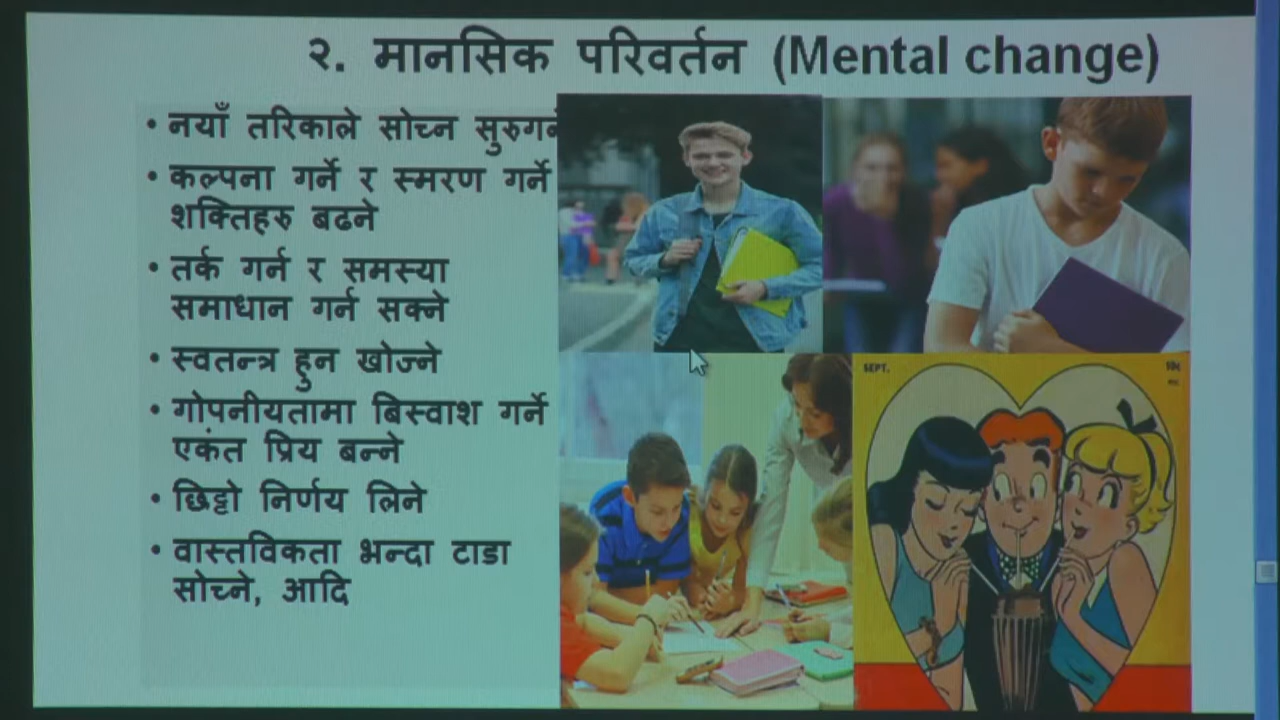 २. मानसिक परिवर्तन (Mental change)
• नयाँ तरिकाले सोच्न
• कल्पना गर्ने र स्मरण गर्ने
शक्तिहरु बढने
• तर्क गर्न र समस्या
समाधान गर्न सक्ने
• स्वतन्त्र हुन खोज्ने
• गोपनीयतामा बिस्वाश गर्ने
एकंत प्रिय बन्ने
• छिट्टो निर्णय लिने
• वास्तविकता भन्दा टाडा
सोच्ने, आदि
SEPT.
10¢